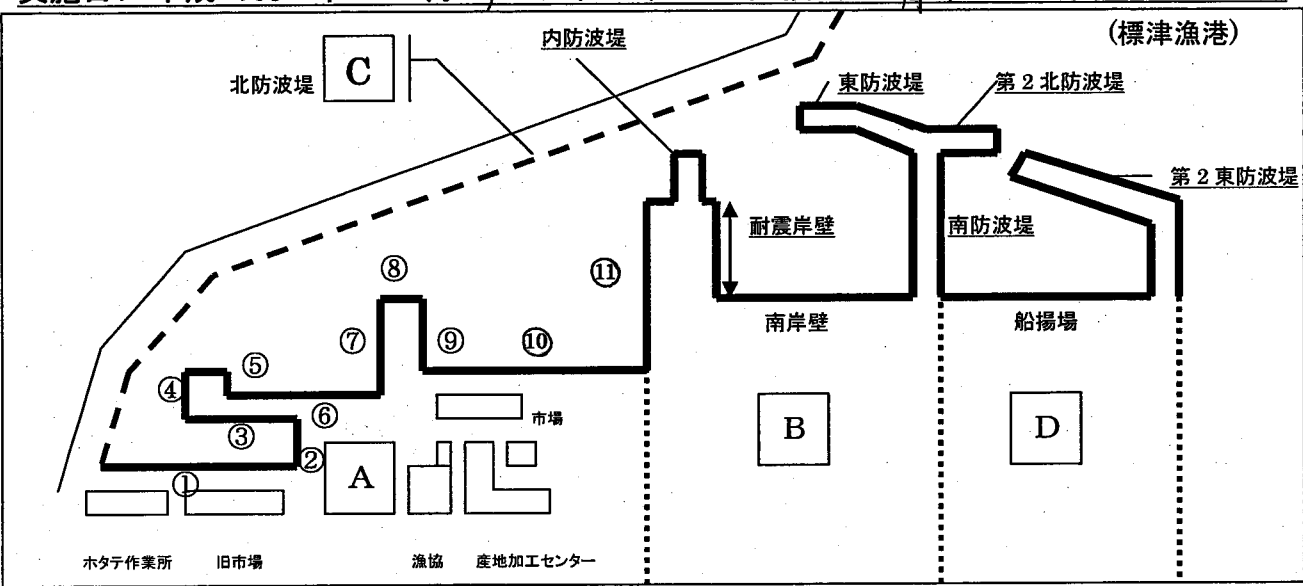 (標津漁港)
内防波堤
C
北防波堤
東防波堤
第2北防波堤
第2東防波堤
耐震岸壁
南防波堤
⑧
⑪
南岸壁
船揚場
⑦
⑨
⑩
⑤
④
⑥
市場
③
②
A
B
D
①
ホタテ作業所
旧市場
漁協
産地加工センター